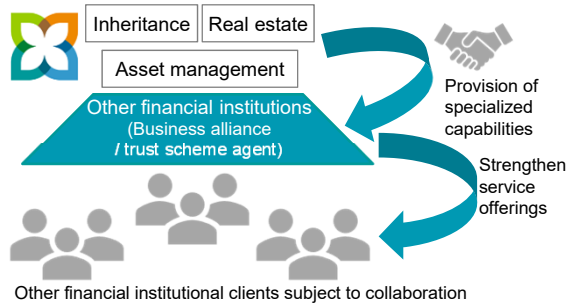 Inheritance
Real estate
Asset management
Other financial institutions
(Business alliance
/ trust scheme agent)
Provision of
specialized
capabilities
Strengthen
service
offerings
Other financial institutional clients subject to collaboration